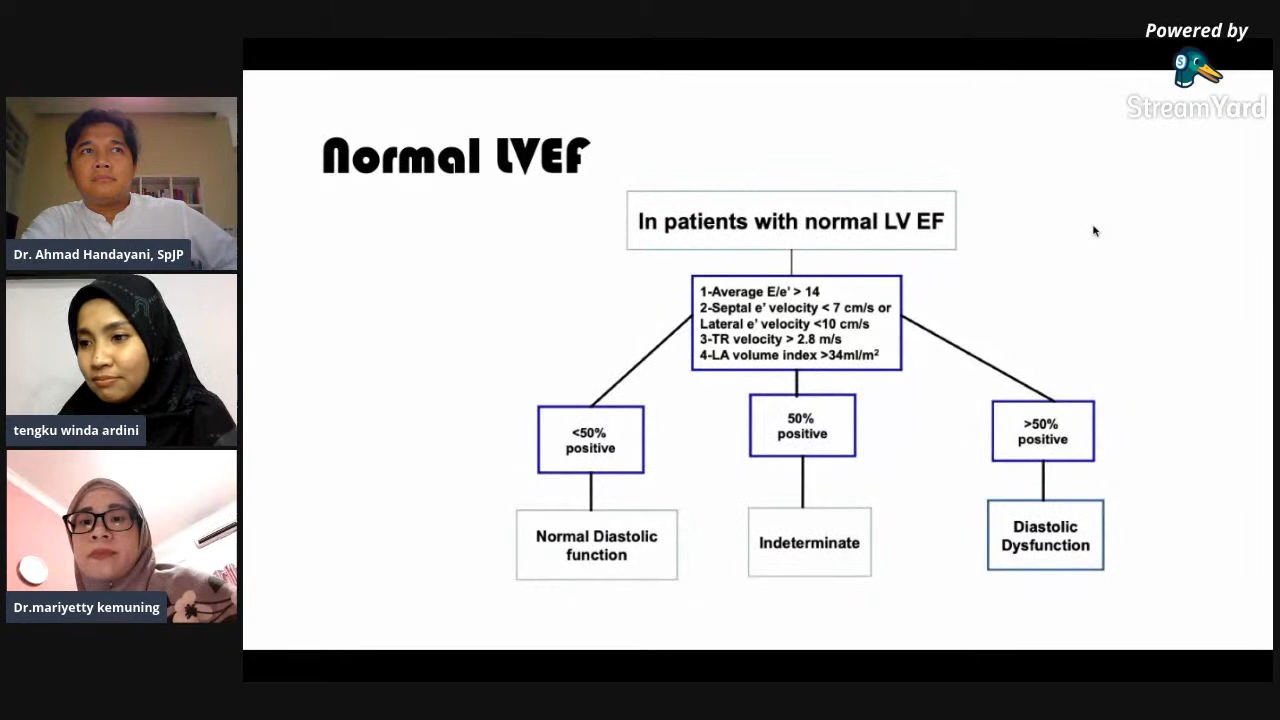 Powered by
StreamYard
Normal LVEF
In patients with normal LV EF
1-Average E/e' > 14
2-Septal e' velocity < 7 cm/s or
Lateral e' velocity <10 cm/s
3-TR velocity > 2.8 m/s
4-LA volume index >34ml/m²
<50%
positive
50%
positive
>50%
positive
Normal Diastolic
function
Indeterminate
Diastolic
Dysfunction
Dr. Ahmad Handayani, SpJP
tengku winda ardini
Dr.mariyetty kemuning